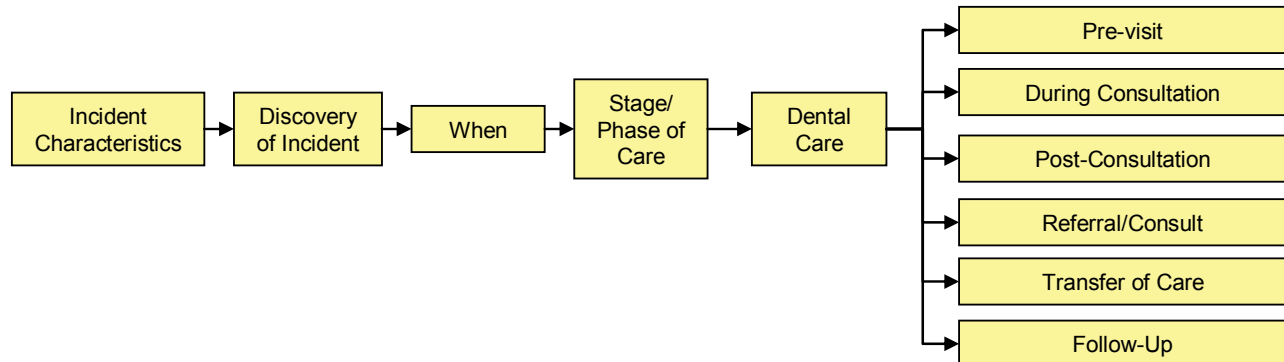 Incident
Characteristics
Discovery
of Incident
When
Stage/
Phase of
Care
Dental
Care
Pre-visit
During Consultation
Post-Consultation
Referral/Consult
Transfer of Care
Follow-Up